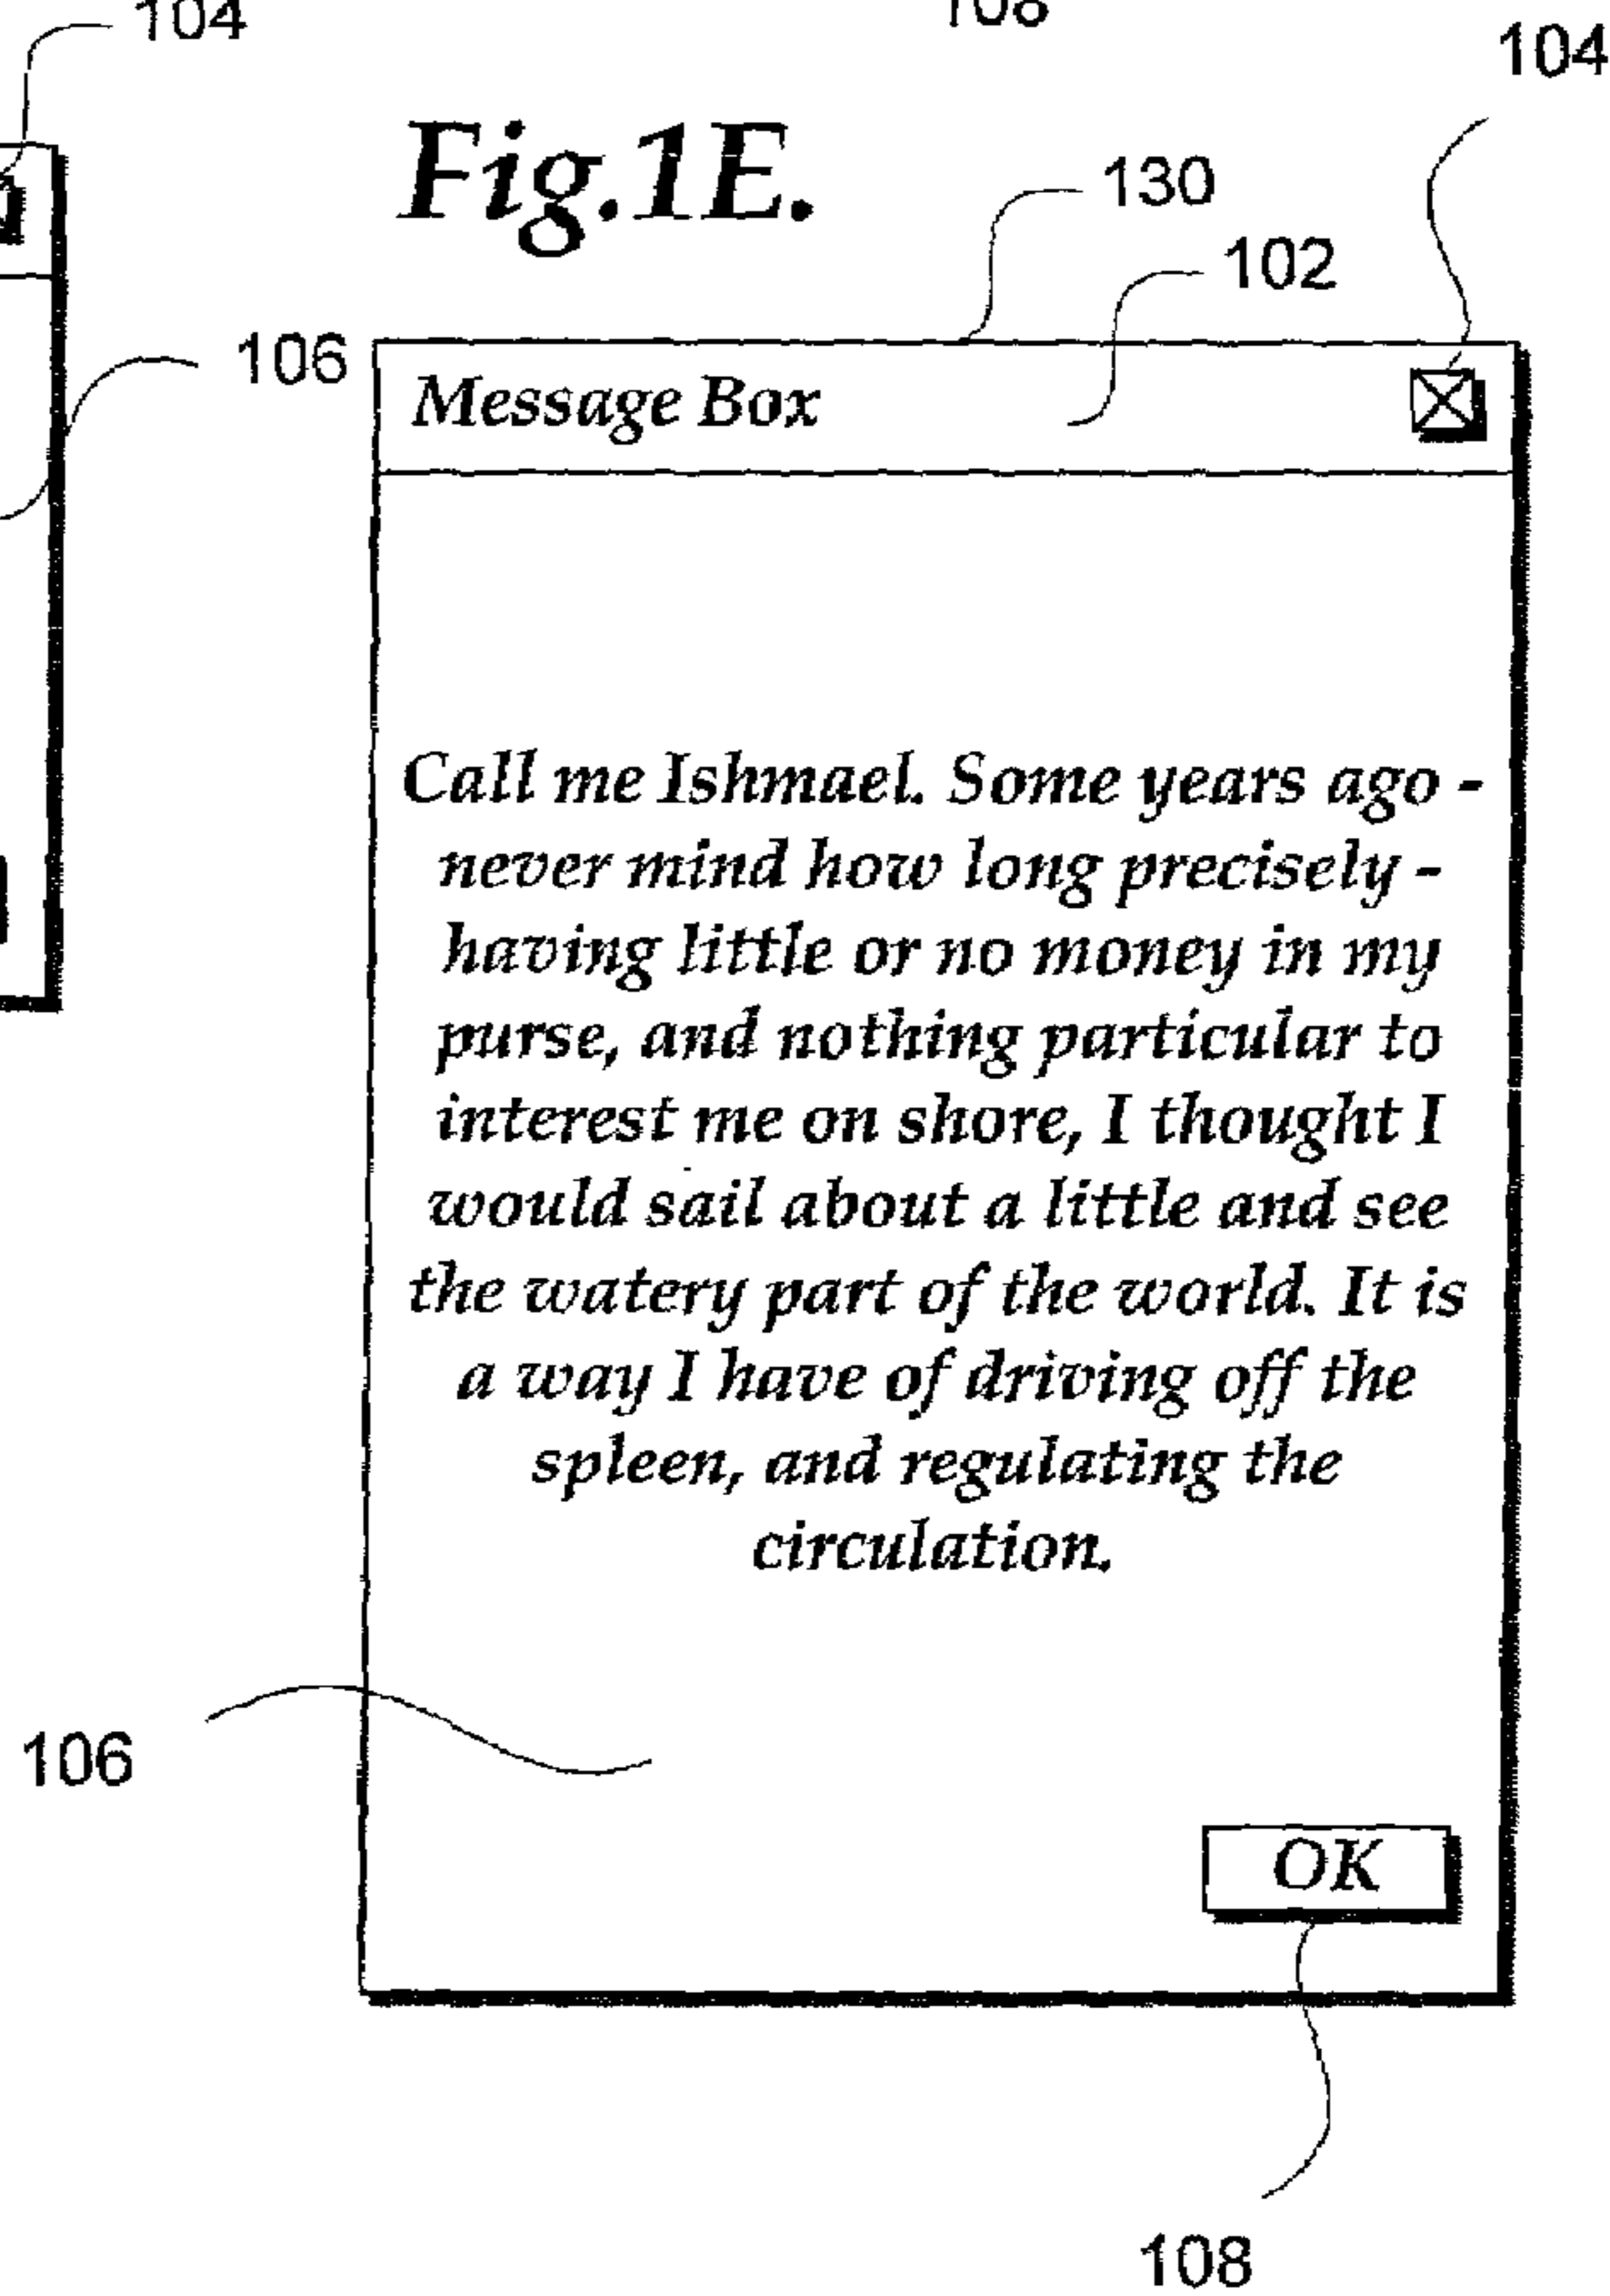 104
108
104
Fig.1E.
130
102
106
Message Box
Call me Ishmael. Some years ago -
never mind how long precisely -
having little or no money in my
purse, and nothing particular to
interest me on shore, I thought I
would sail about a little and see
the watery part of the world. It is
a way I have of driving off the
spleen, and regulating the
circulation.
106
OK
108